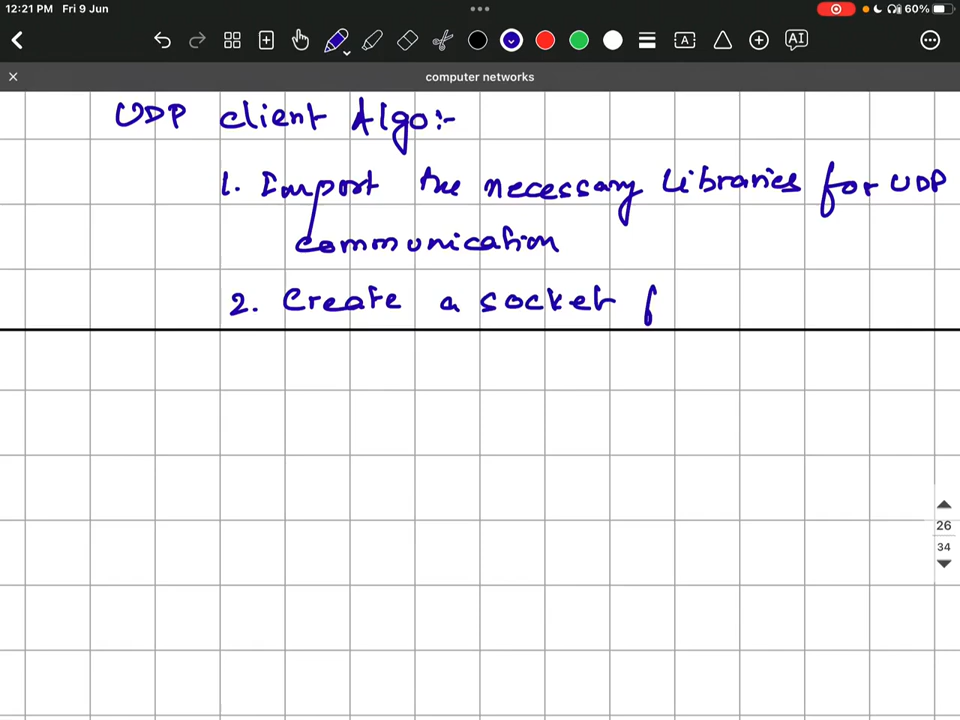 12:21 PM Fri 9 Jun
60%
A
AI
computer networks
UDP client Algo:-
1. Import the necessary Libraries for UDP
communication
2. Create a socket f
26
34